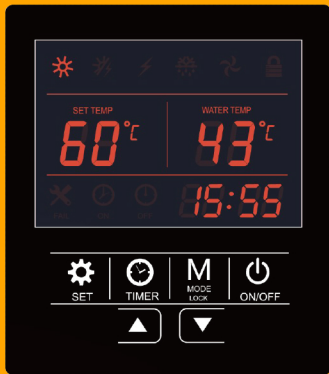 SET TEMP
WATER TEMP
60°C
43°C
15:55
SET
TIMER
M
MODE
LOCK
ON/OFF